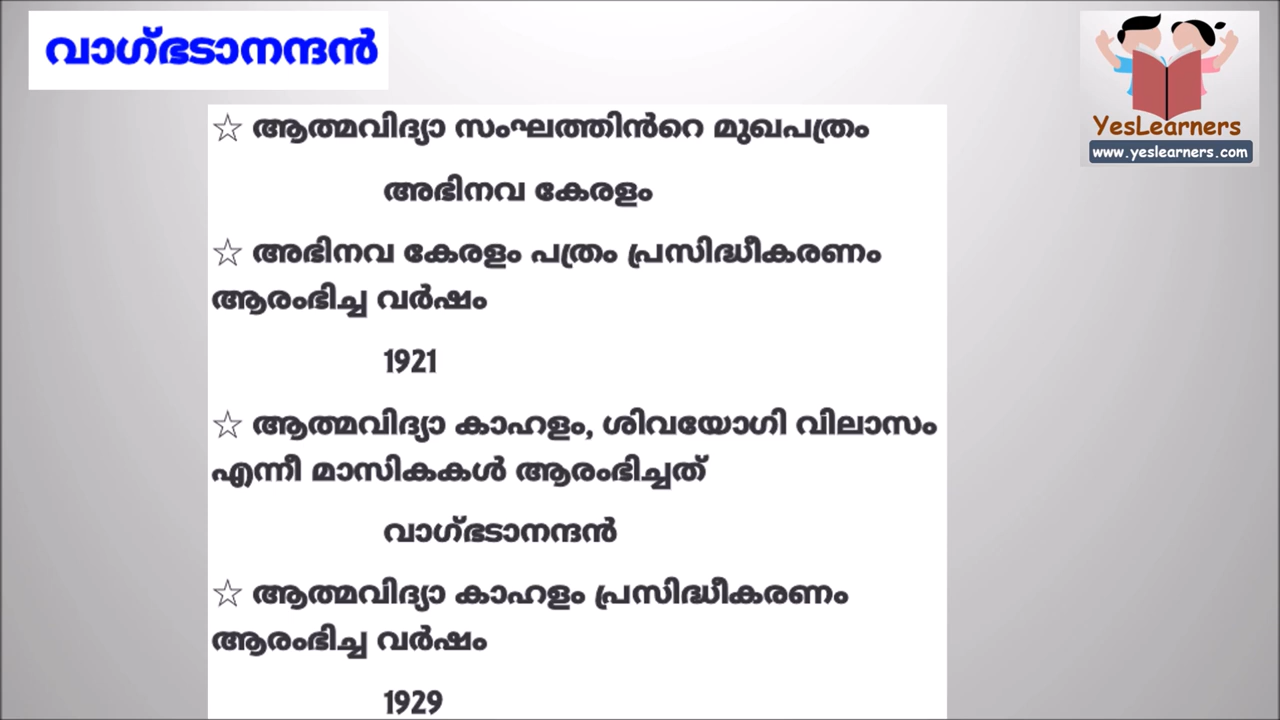 വാഗ്ഭടാനന്ദൻ
YesLearners
www.yeslearners.com
☆ ആത്മവിദ്യാ സംഘത്തിൻറെ മുഖപത്രം
അഭിനവ കേരളം
☆ അഭിനവ കേരളം പത്രം പ്രസിദ്ധീകരണം
ആരംഭിച്ച വർഷം
1921
☆ ആത്മവിദ്യാ കാഹളം, ശിവയോഗി വിലാസം
എന്നീ മാസികകൾ ആരംഭിച്ചത്
വാഗ്ഭടാനന്ദൻ
☆ ആത്മവിദ്യാ കാഹളം പ്രസിദ്ധീകരണം
ആരംഭിച്ച വർഷം
1929